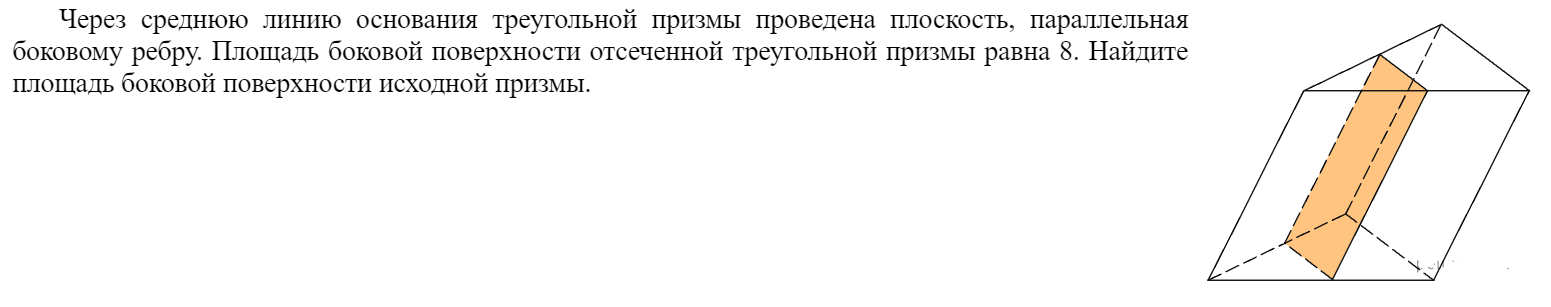 Через среднюю линию основания треугольной призмы проведена плоскость, параллельная
боковому ребру. Площадь боковой поверхности отсеченной треугольной призмы равна 8. Найдите
площадь боковой поверхности исходной призмы.